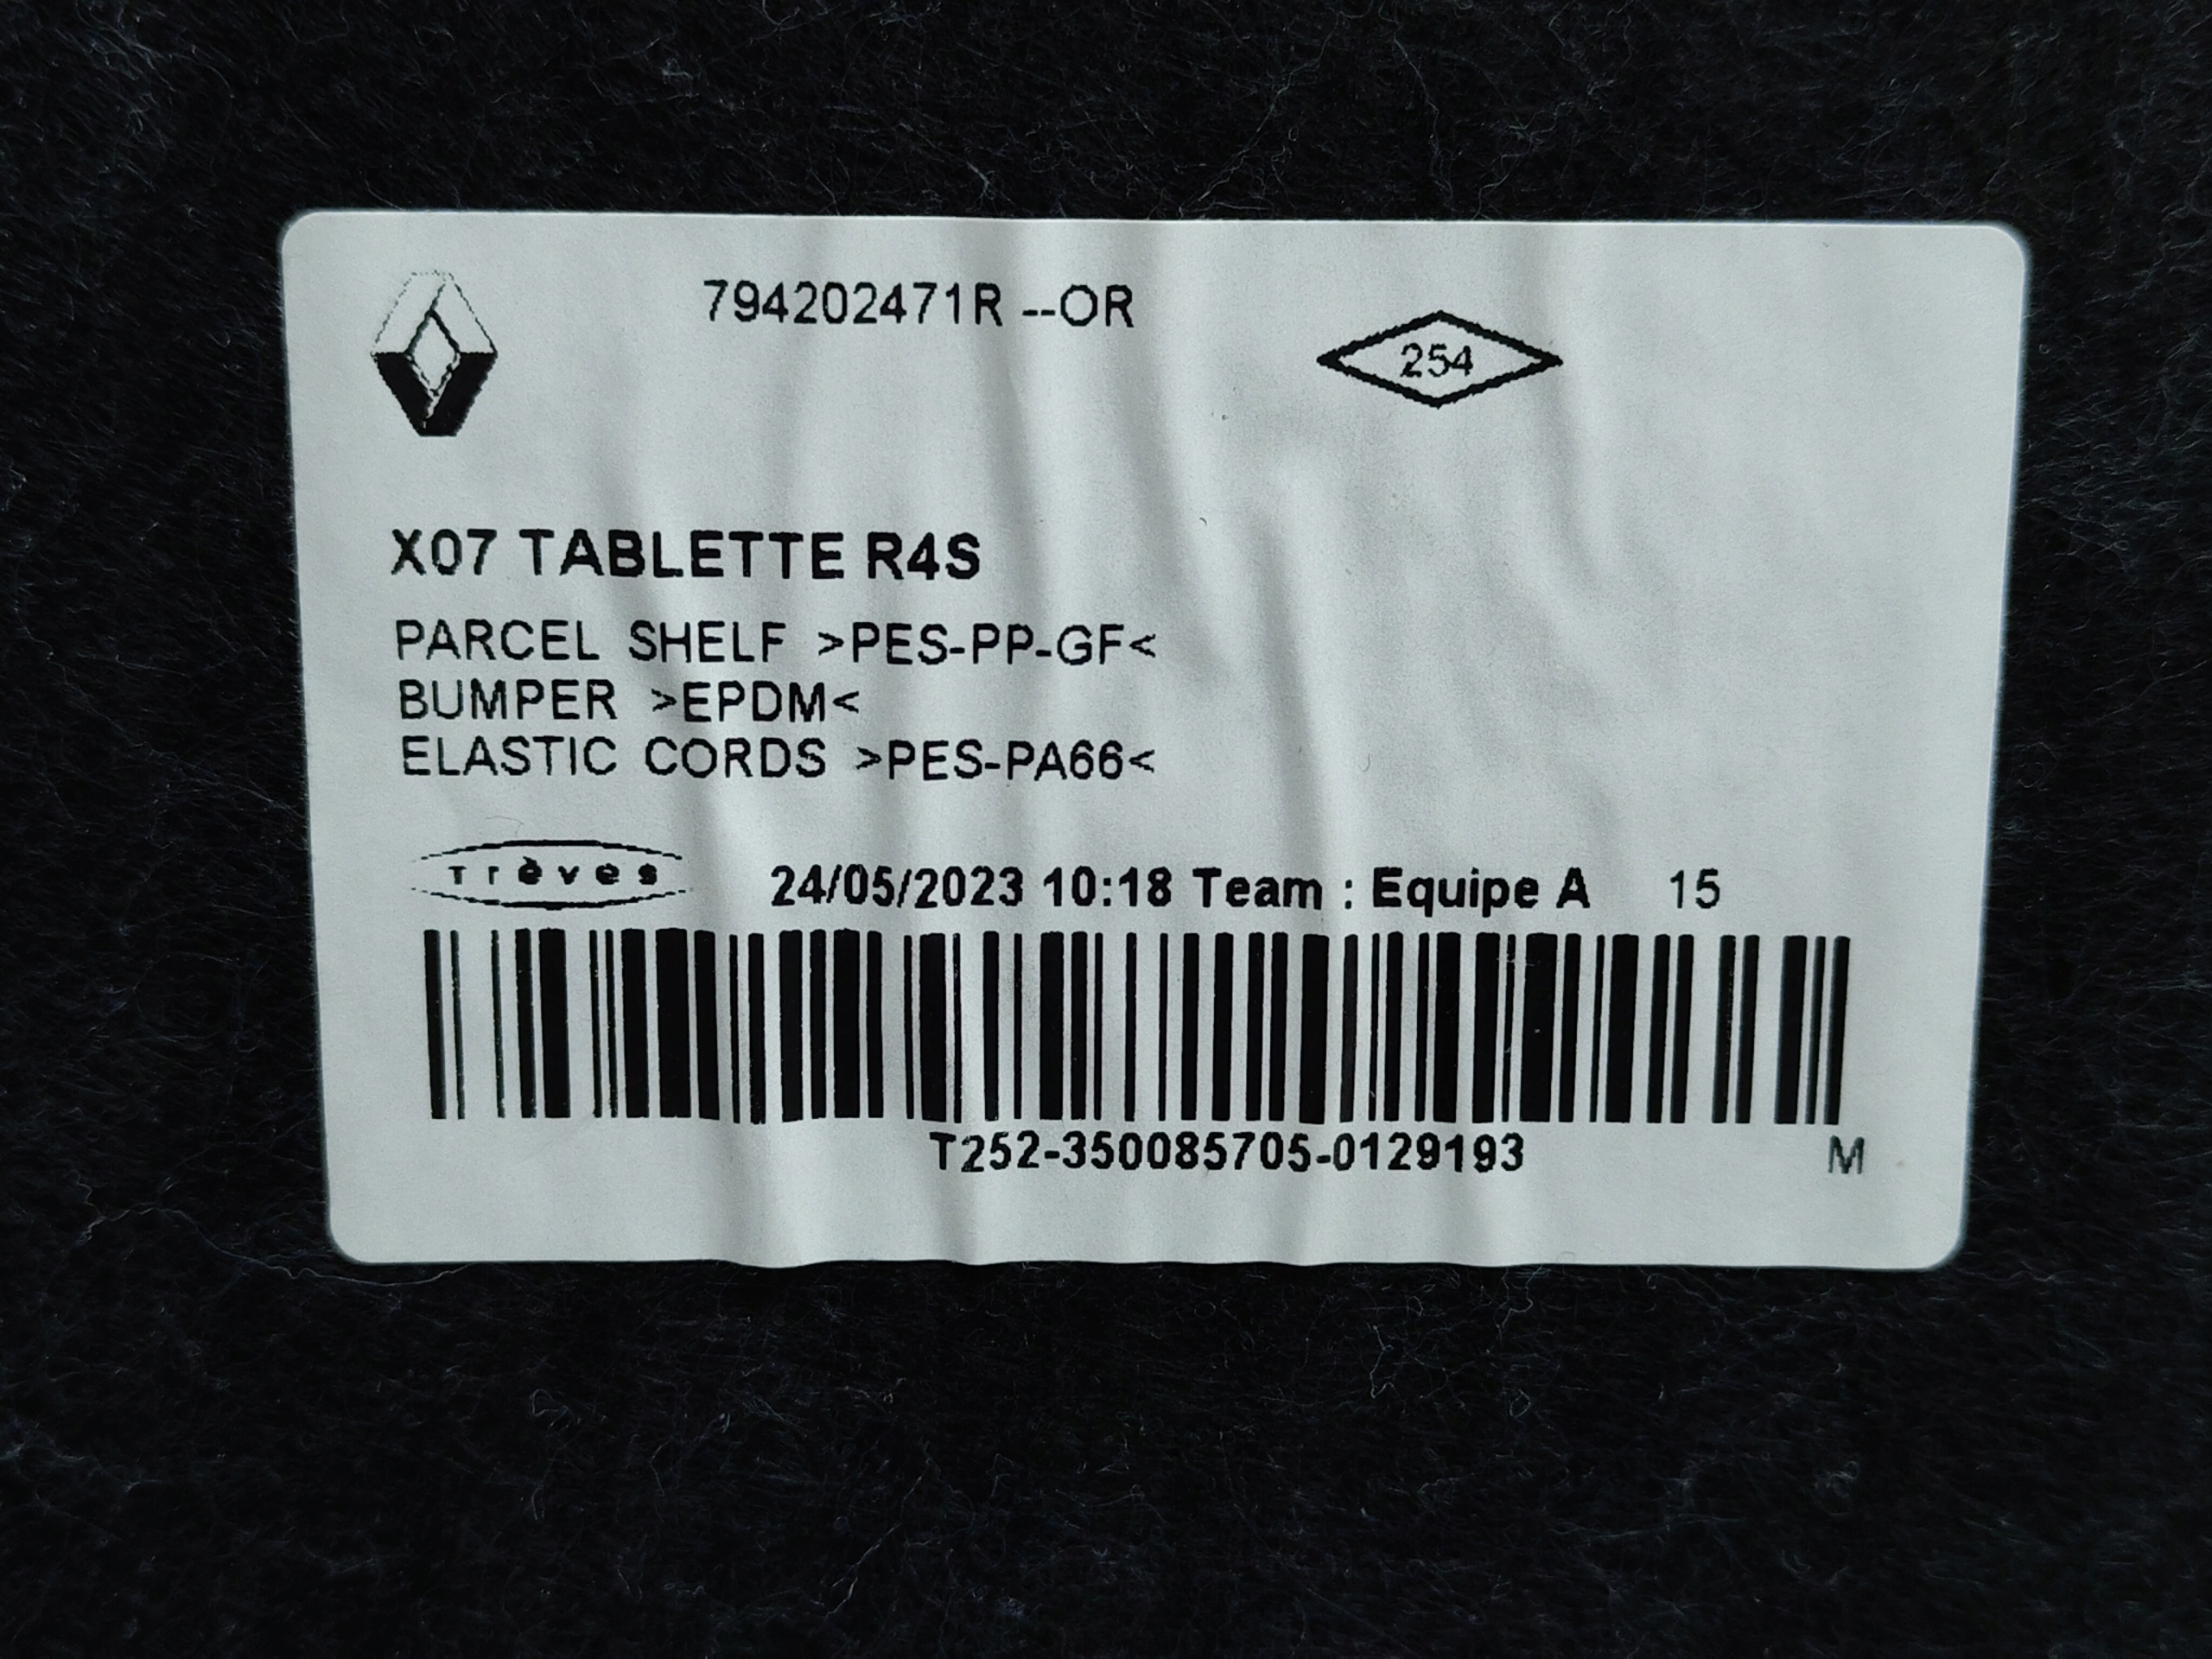 794202471R --OR
254
X07 TABLETTE R4S
PARCEL SHELF >PES-PP-GF<
BUMPER >EPDM<
ELASTIC CORDS >PES-PA66<
Trèves
24/05/2023 10:18 Team : Equipe A 15
T252-350085705-0129193 M